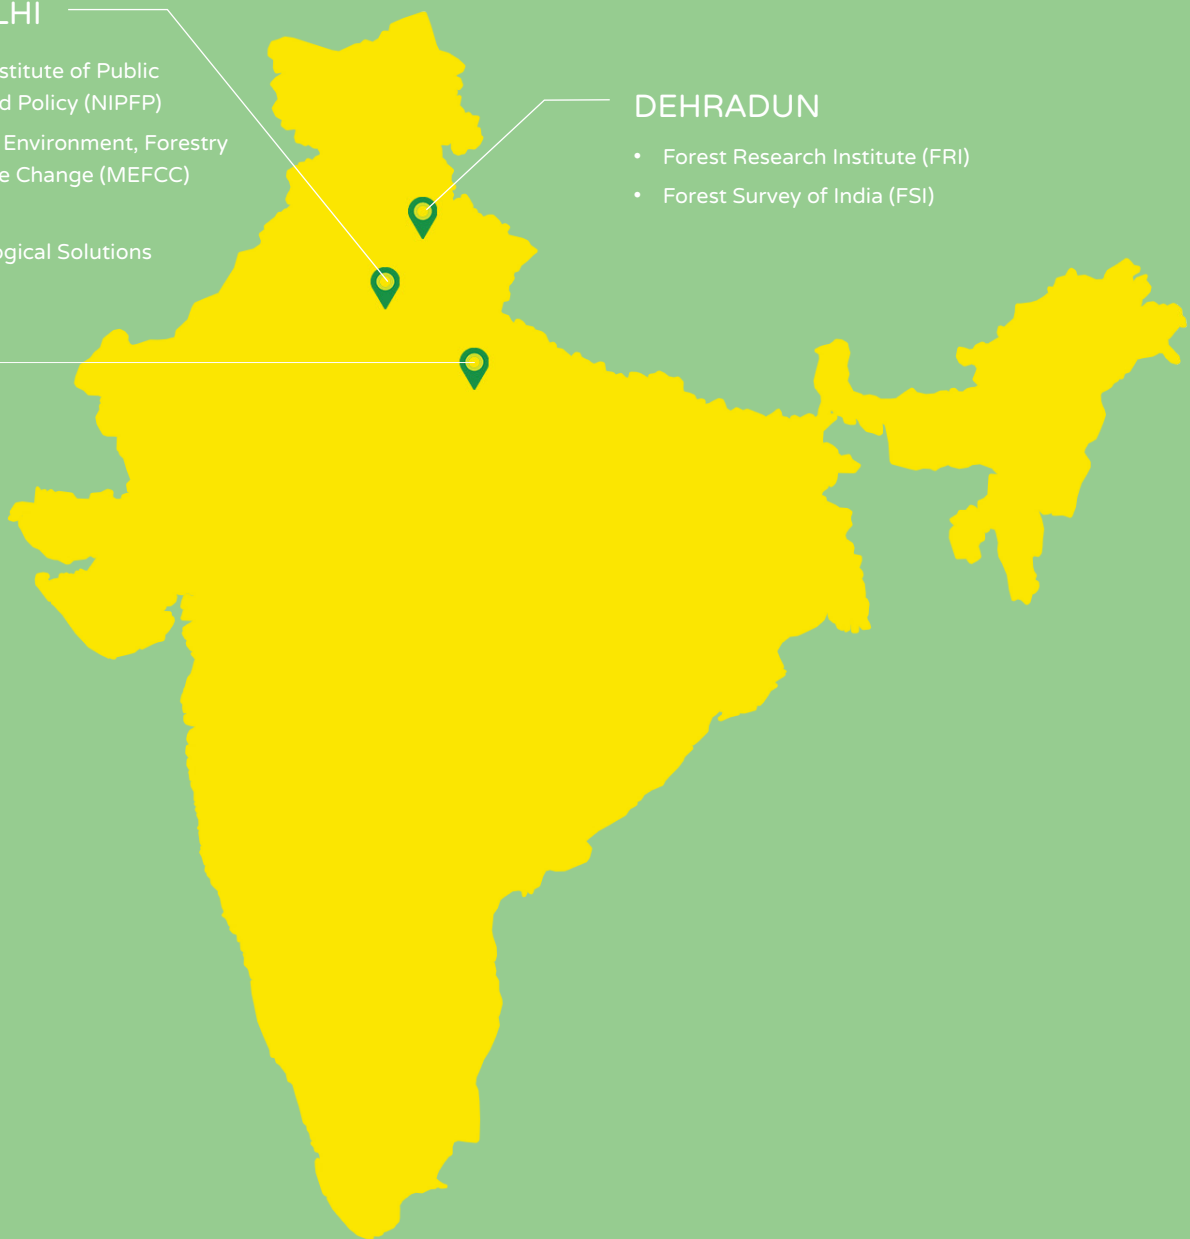 LHI
stitute of Public
d Policy (NIPFP)
Environment, Forestry
e Change (MEFCC)
ogical Solutions
DEHRADUN
• Forest Research Institute (FRI)
• Forest Survey of India (FSI)